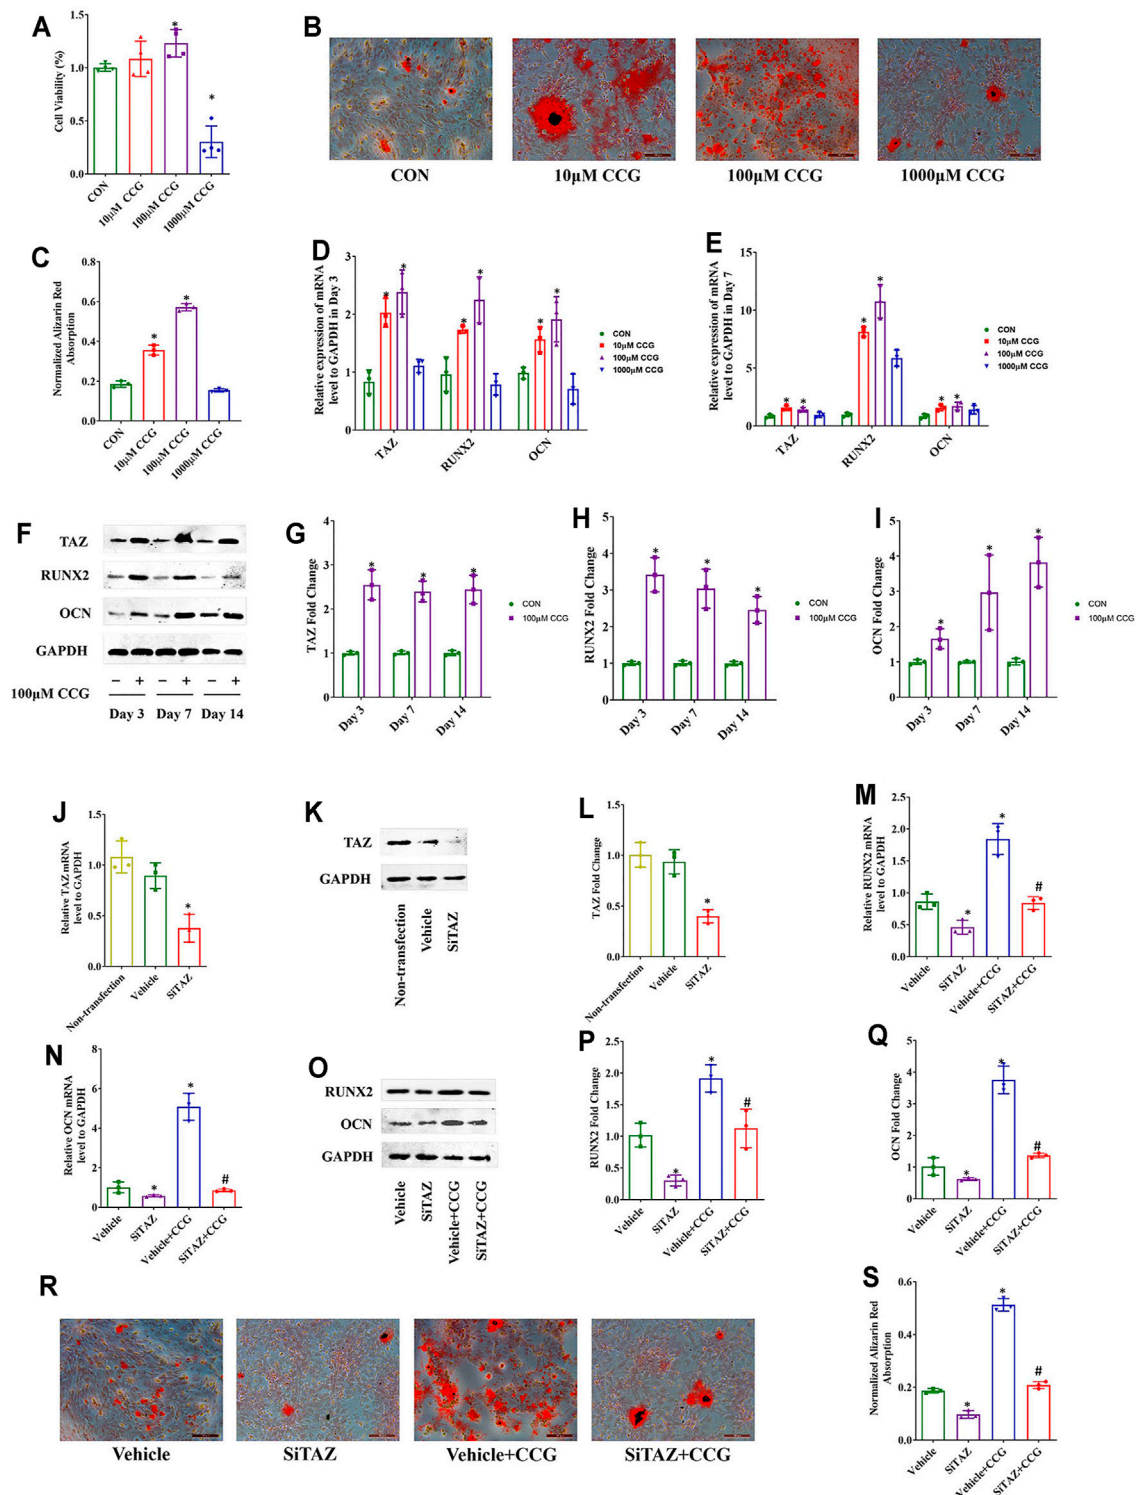 A
Cell Viability (%)
1.5
1.0
0.5
0.0
*
*
CON
10μM CCG
100μM CCG
1000μM CCG
B
CON
10μM CCG
100μM CCG
1000μM CCG
C
Normalized Alizarin Red
Absorption
0.8
0.6
0.4
0.2
0.0
*
*
CON
10μM CCG
100μM CCG
1000μM CCG
D
Relative expression of mRNA
level to GAPDH in Day 3
3
2
1
0
* * * * * *
TAZ
RUNX2
OCN
CON
10μM CCG
100μM CCG
1000μM CCG
E
Relative expression of mRNA
level to GAPDH in Day 7
15
10
5
0
* * * * * *
TAZ
RUNX2
OCN
CON
10μM CCG
100μM CCG
1000μM CCG
F
TAZ
RUNX2
OCN
GAPDH
100μM CCG
− + − + − +
Day 3 Day 7 Day 14
G
TAZ Fold Change
4
3
2
1
0
* * *
Day 3
Day 7
Day 14
CON
100μM CCG
H
RUNX2 Fold Change
5
4
3
2
1
0
* * *
Day 3
Day 7
Day 14
CON
100μM CCG
I
OCN Fold Change
5
4
3
2
1
0
* * *
Day 3
Day 7
Day 14
CON
100μM CCG
J
Relative TAZ mRNA
level to GAPDH
1.5
1.0
0.5
0.0
*
Non-transfection
Vehicle
SiTAZ
K
TAZ
GAPDH
Non-transfection
Vehicle
SiTAZ
L
TAZ Fold Change
1.5
1.0
0.5
0.0
*
Non-transfection
Vehicle
SiTAZ
M
Relative RUNX2 mRNA
level to GAPDH
2.5
2.0
1.5
1.0
0.5
0.0
* * #
Vehicle
SiTAZ
Vehicle+CCG
SiTAZ+CCG
N
Relative OCN mRNA
level to GAPDH
8
6
4
2
0
* * #
Vehicle
SiTAZ
Vehicle+CCG
SiTAZ+CCG
O
RUNX2
OCN
GAPDH
Vehicle
SiTAZ
Vehicle+CCG
SiTAZ+CCG
P
RUNX2 Fold Change
2.5
2.0
1.5
1.0
0.5
0.0
* * #
Vehicle
SiTAZ
Vehicle+CCG
SiTAZ+CCG
Q
OCN Fold Change
5
4
3
2
1
0
* * #
Vehicle
SiTAZ
Vehicle+CCG
SiTAZ+CCG
R
Vehicle
SiTAZ
Vehicle+CCG
SiTAZ+CCG
S
Normalized Alizarin Red
Absorption
0.6
0.4
0.2
0.0
* * #
Vehicle
SiTAZ
Vehicle+CCG
SiTAZ+CCG